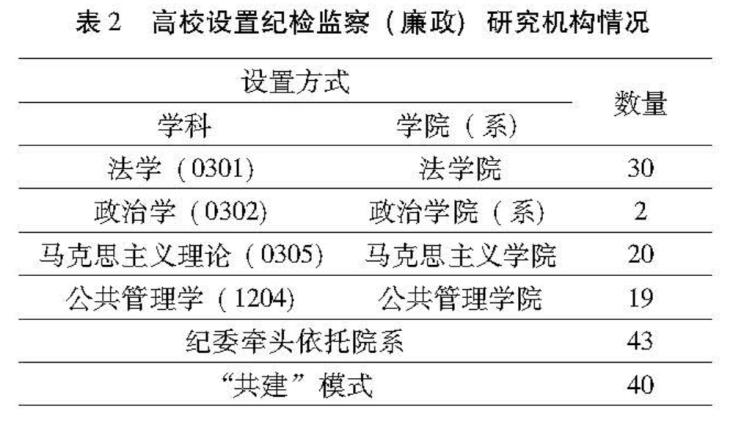 表2 高校设置纪检监察(廉政)研究机构情况
设置方式 数量
学科 学院(系)
法学(0301) 法学院 30
政治学(0302) 政治学院(系) 2
马克思主义理论(0305) 马克思主义学院 20
公共管理学(1204) 公共管理学院 19
纪委牵头依托院系 43
“共建”模式 40